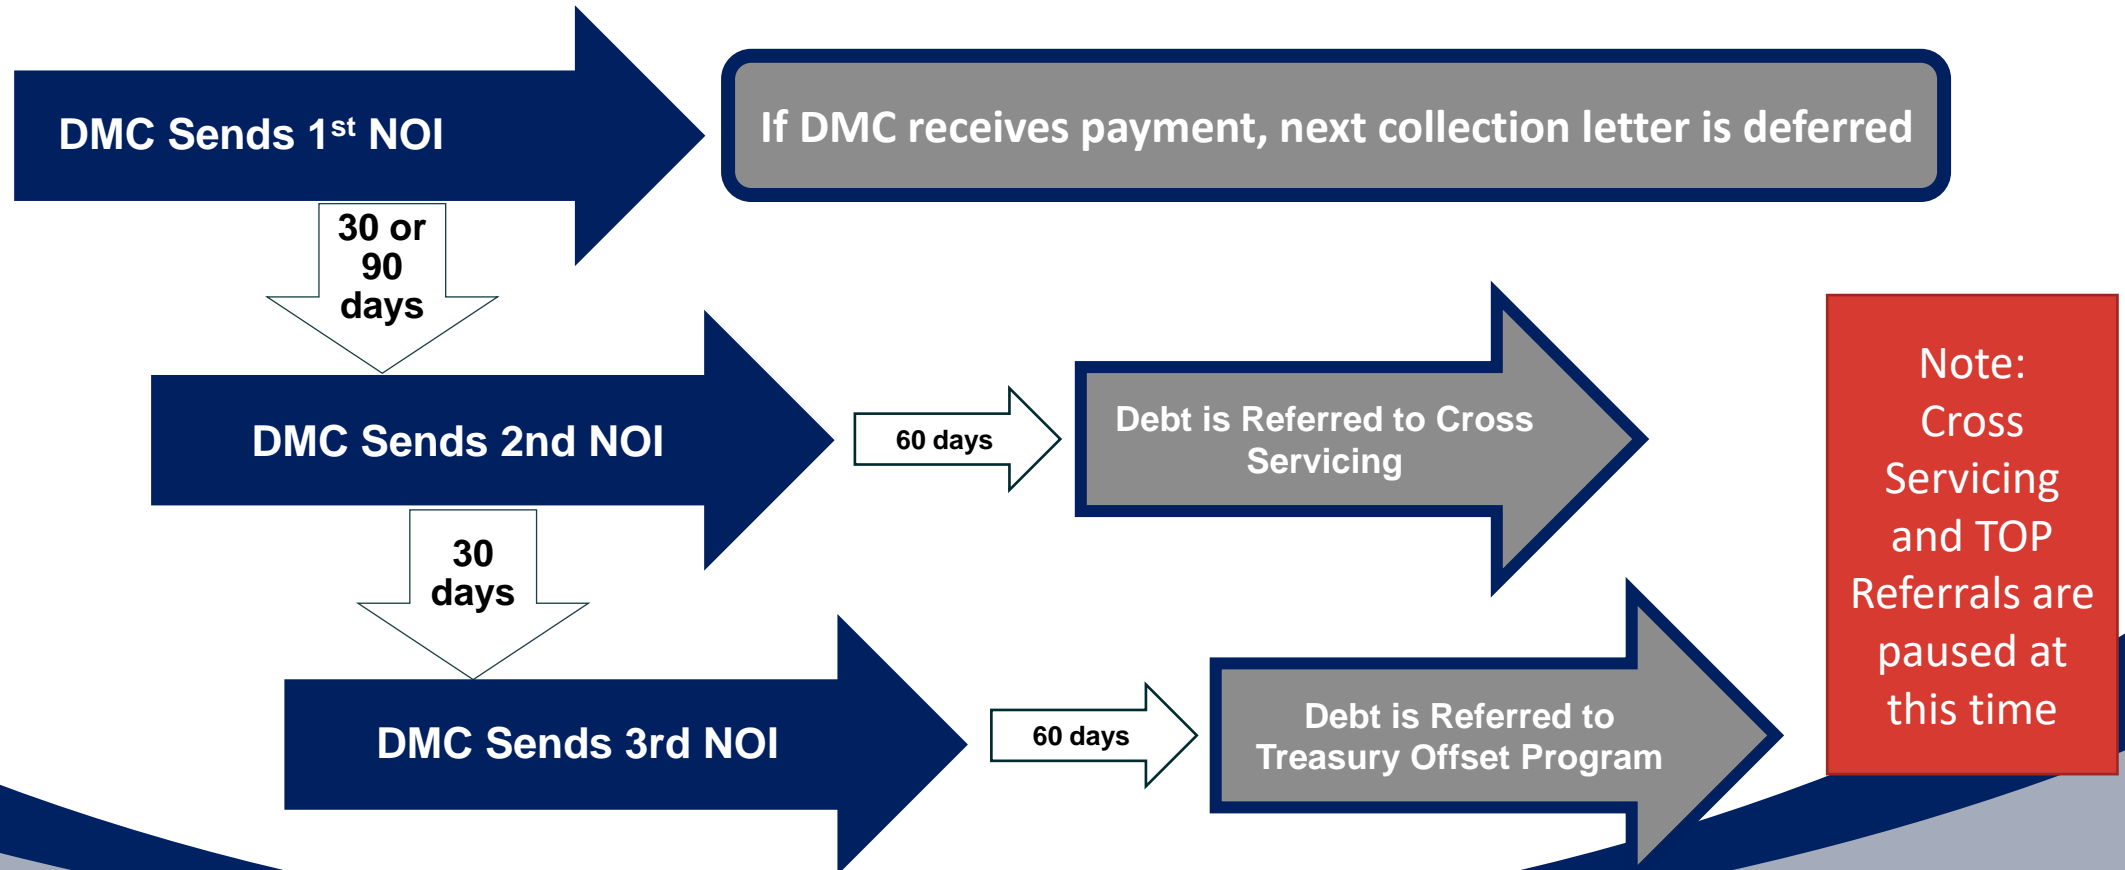 DMC Sends 1st NOI
If DMC receives payment, next collection letter is deferred
30 or
90
days
DMC Sends 2nd NOI
60 days
Debt is Referred to Cross
Servicing
30
days
DMC Sends 3rd NOI
60 days
Debt is Referred to
Treasury Offset Program
Note:
Cross
Servicing
and TOP
Referrals are
paused at
this time